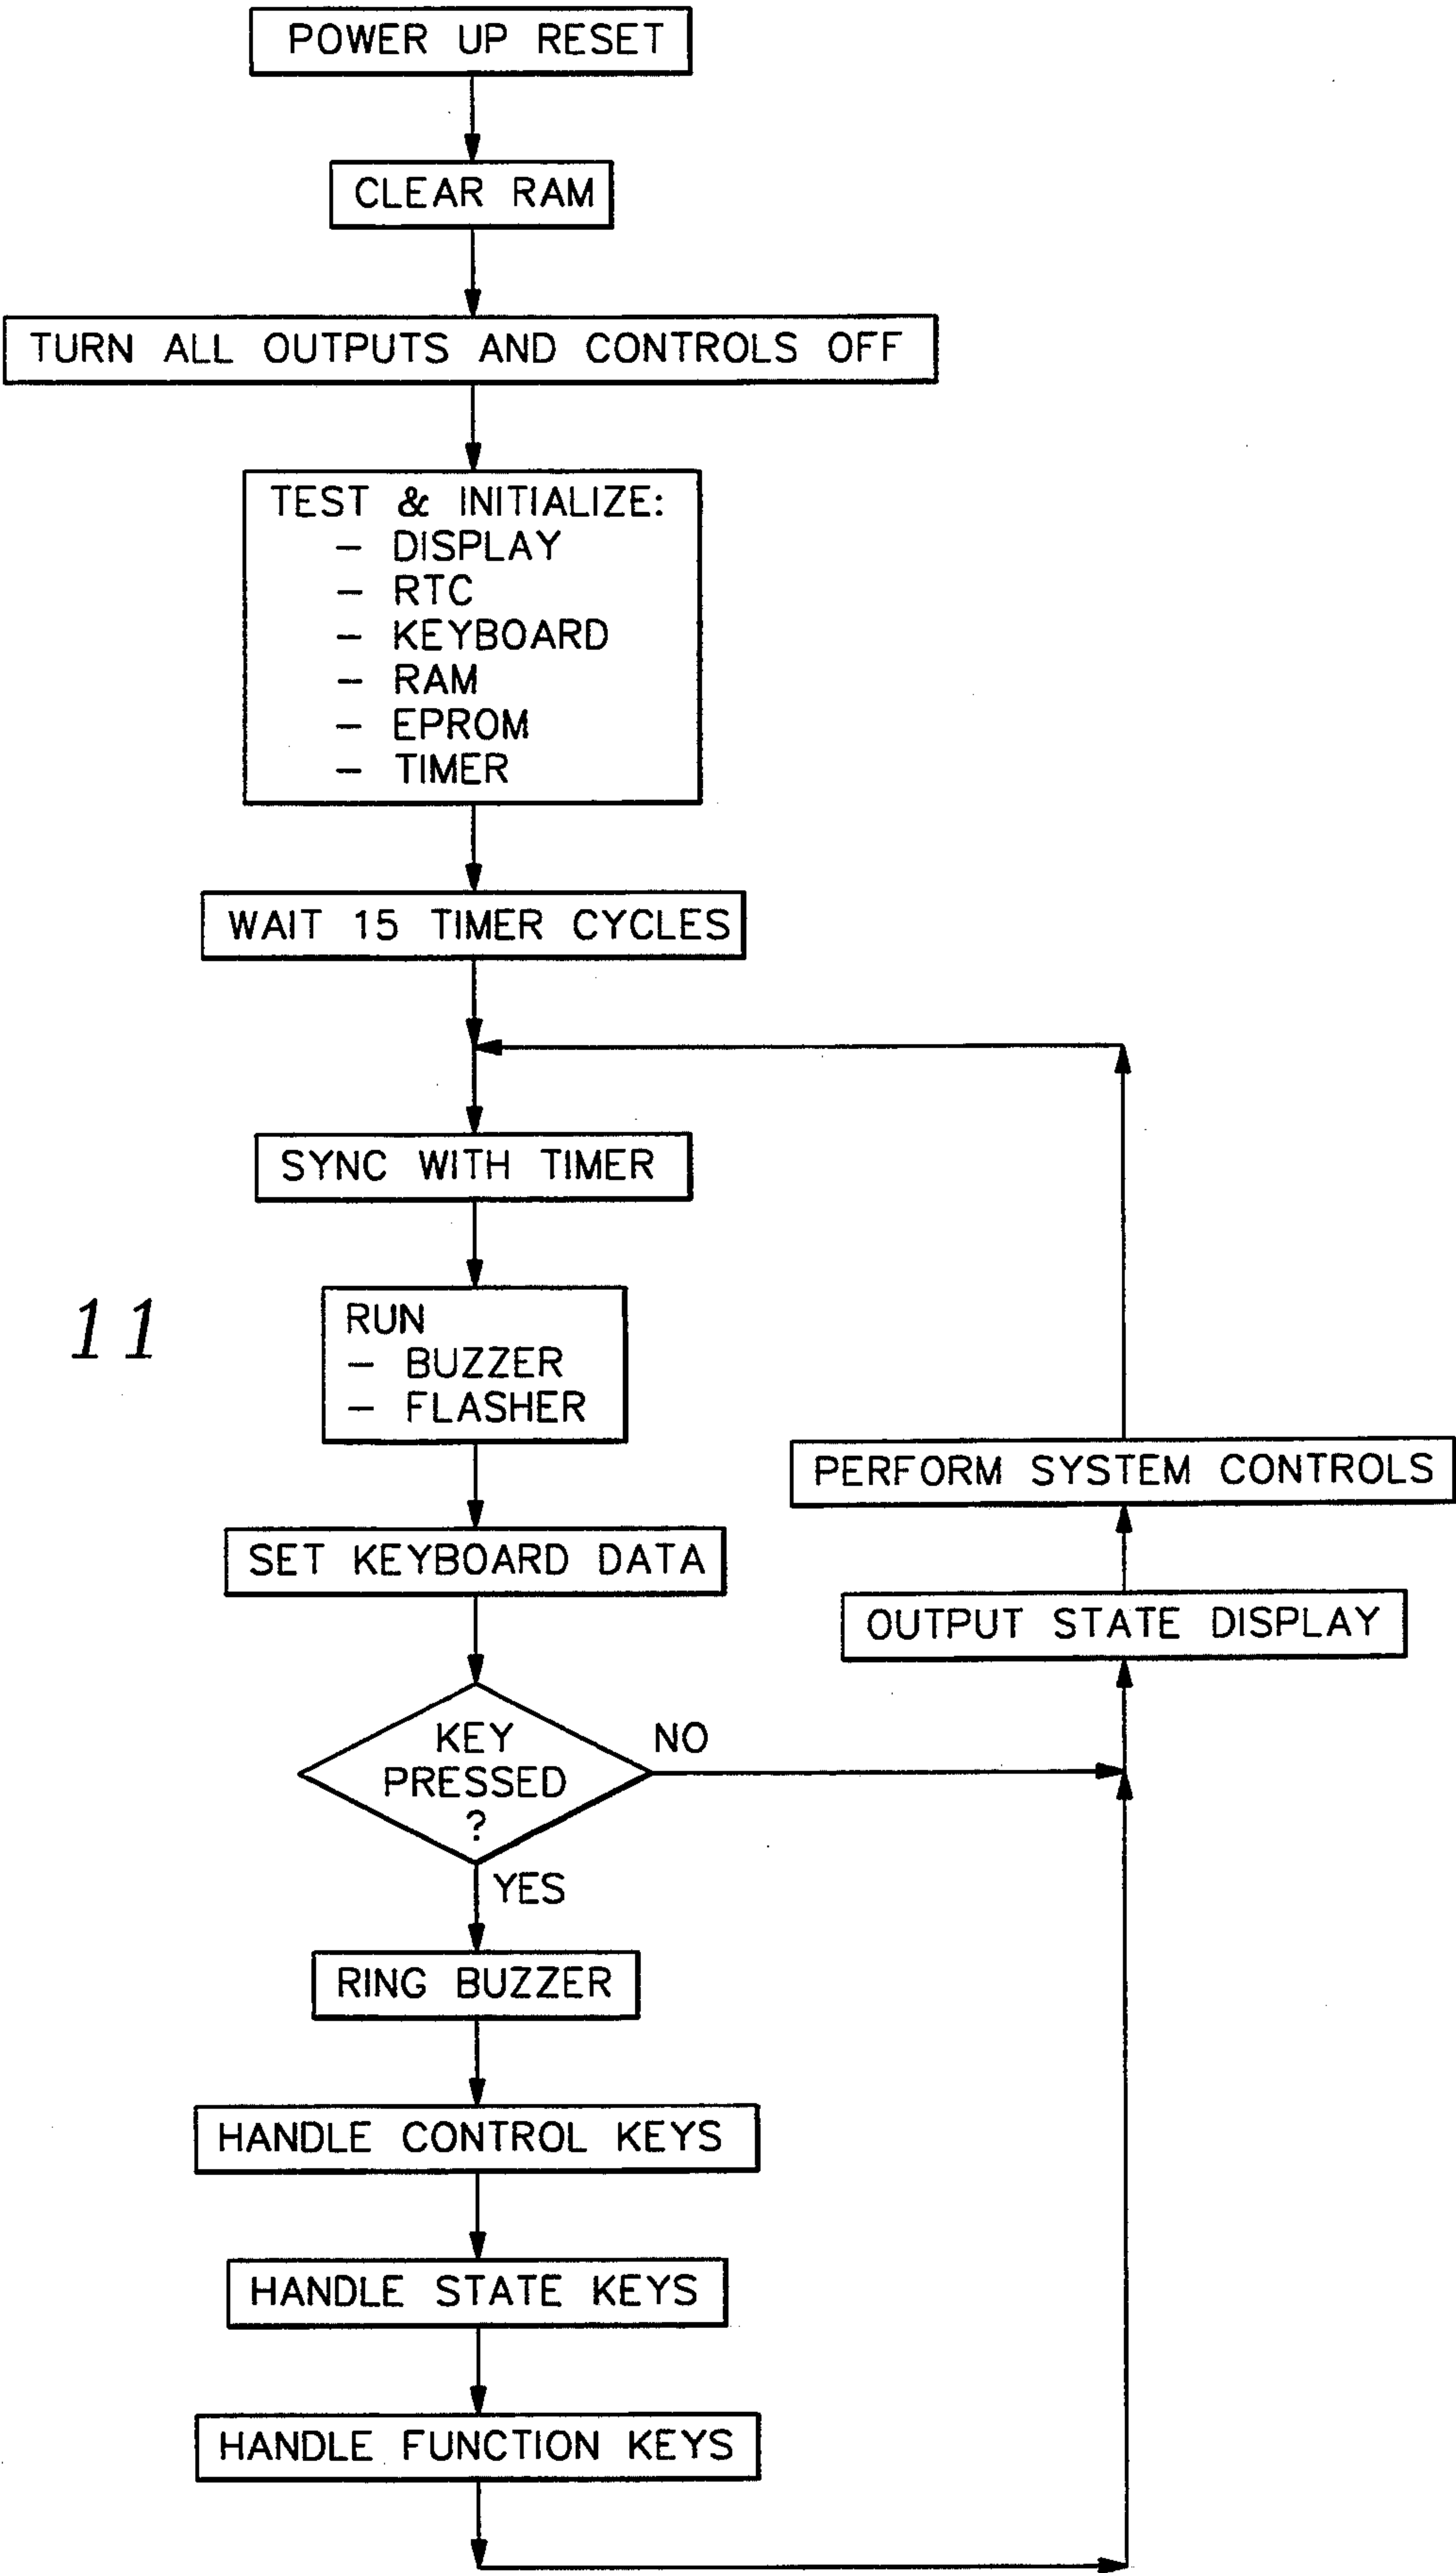 POWER UP RESET
CLEAR RAM
TURN ALL OUTPUTS AND CONTROLS OFF
TEST & INITIALIZE:
– DISPLAY
– RTC
– KEYBOARD
– RAM
– EPROM
– TIMER
WAIT 15 TIMER CYCLES
SYNC WITH TIMER
11
RUN
– BUZZER
– FLASHER
SET KEYBOARD DATA
KEY
PRESSED
?
NO
YES
RING BUZZER
HANDLE CONTROL KEYS
HANDLE STATE KEYS
HANDLE FUNCTION KEYS
OUTPUT STATE DISPLAY
PERFORM SYSTEM CONTROLS